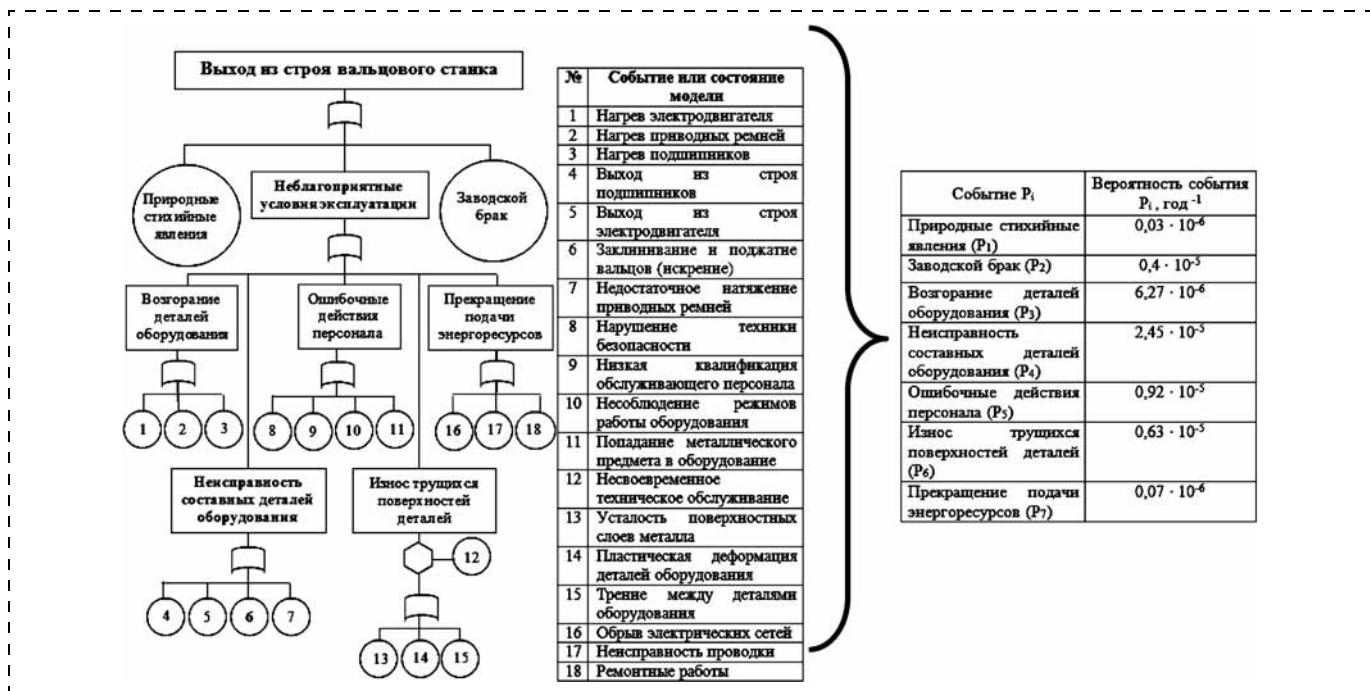 Выход из строя вальцового станка
Природные
стихийные
явления
Неблагоприятные
условия эксплуатации
Заводской
брак
Возгорание
деталей
оборудования
Ошибочные
действия
персонала
Прекращение
подачи
энергоресурсов
1
2
3
8
9
10
11
16
17
18
Неисправность
составных деталей
оборудования
Износ трущихся
поверхностей
деталей
12
4
5
6
7
13
14
15
№ Событие или состояние
модели
1 Нагрев электродвигателя
2 Нагрев приводных ремней
3 Нагрев подшипников
4 Выход из строя
подшипников
5 Выход из строя
электродвигателя
6 Заклинивание и поджатие
вальцов (искрение)
7 Недостаточное натяжение
приводных ремней
8 Нарушение техники
безопасности
9 Низкая квалификация
обслуживающего персонала
10 Несоблюдение режимов
работы оборудования
11 Попадание металлического
предмета в оборудование
12 Несвоевременное
техническое обслуживание
13 Усталость поверхностных
слоев металла
14 Пластическая деформация
деталей оборудования
15 Трение между деталями
оборудования
16 Обрыв электрических сетей
17 Неисправность проводки
18 Ремонтные работы
Событие Pi Вероятность события
Pi , год -1
Природные стихийные 0,03 · 10-6
явления (P1)
Заводской брак (P2) 0,4 · 10-5
Возгорание деталей 6,27 · 10-6
оборудования (P3)
Неисправность 2,45 · 10-5
составных деталей
оборудования (P4)
Ошибочные действия 0,92 · 10-5
персонала (P5)
Износ трущихся 0,63 · 10-5
поверхностей деталей
(P6)
Прекращение подачи 0,07 · 10-6
энергоресурсов (P7)